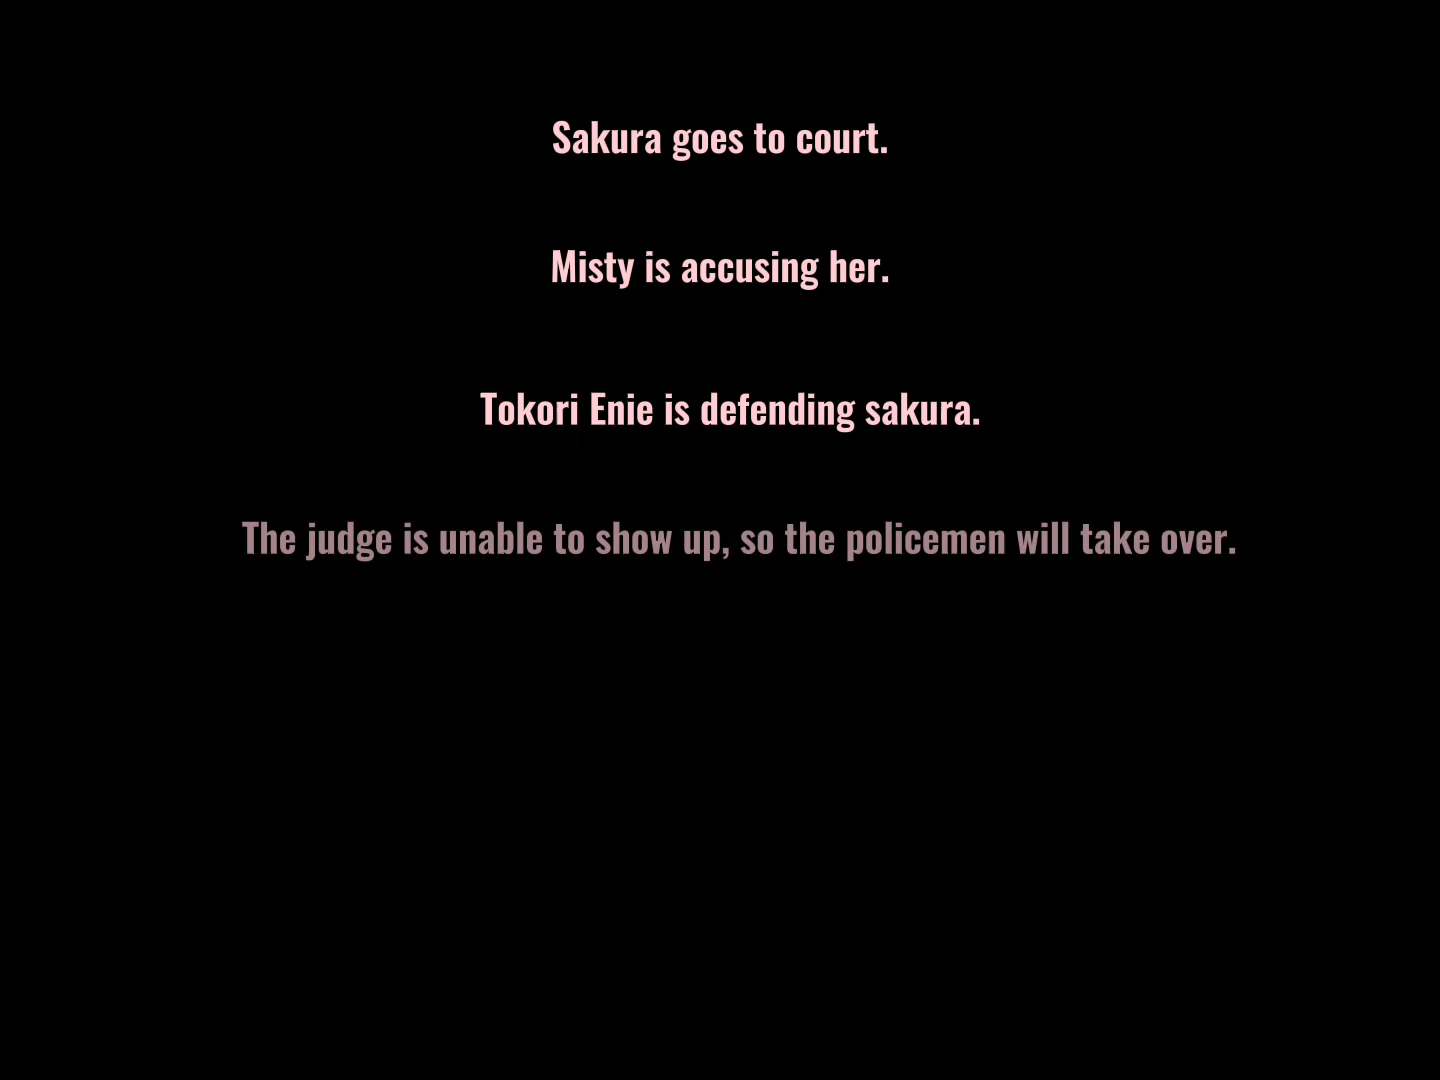 Sakura goes to court.
Misty is accusing her.
Tokori Enie is defending sakura.
The judge is unable to show up, so the policemen will take over.